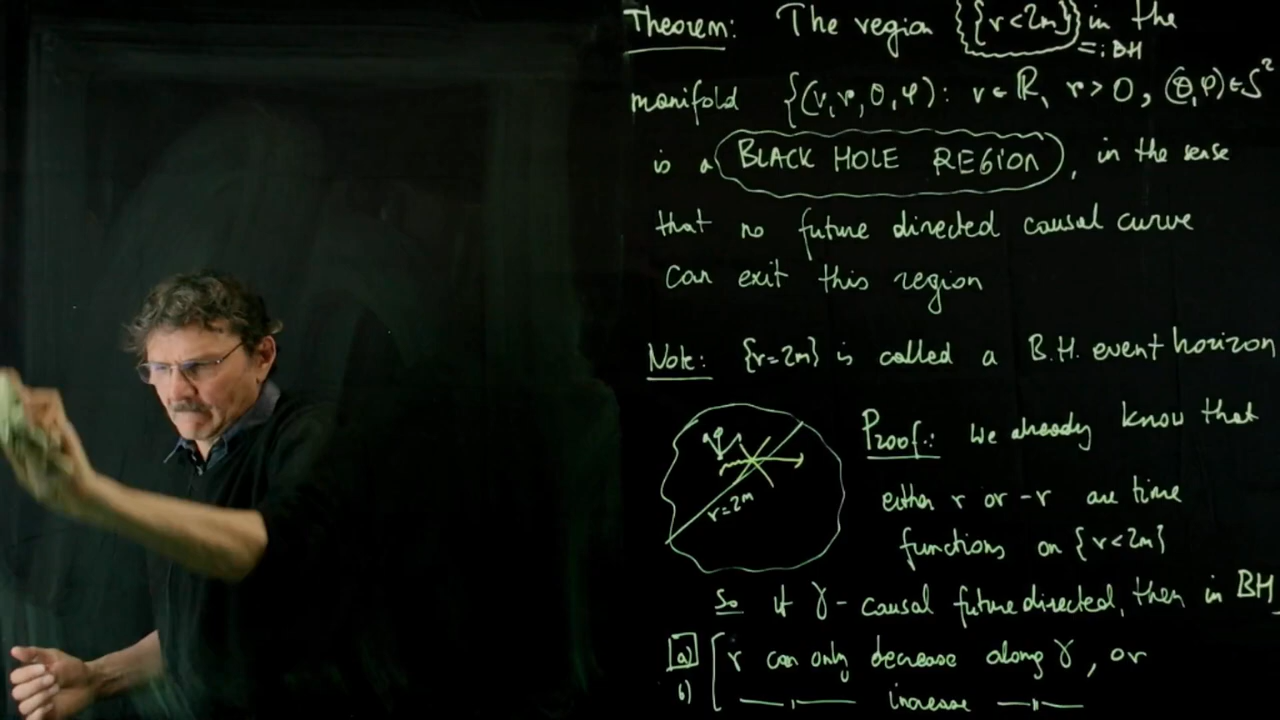 Theorem: The region {{r<2m}} in the
=: BH
manifold {(v, r, θ, φ): v ∈ ℝ, r > 0, (θ, φ) ∈ S²
is a BLACK HOLE REGION, in the sense
that no future directed causal curve
can exit this region
Note: {r=2m} is called a B.H. event horizon
Proof: We already know that
either r or -r are time
functions on {r<2m}
r=2m
So if γ - causal future directed, then in BH
a) r can only decrease along γ, or
b) —||— increase —||—